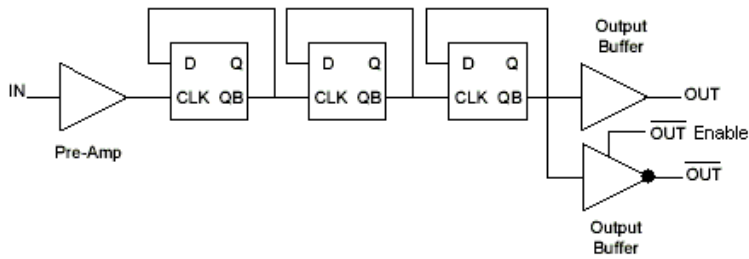 Output
Buffer
D Q
D Q
D Q
IN
CLK QB
CLK QB
CLK QB
OUT
OUT Enable
Pre-Amp
OUT
Output
Buffer